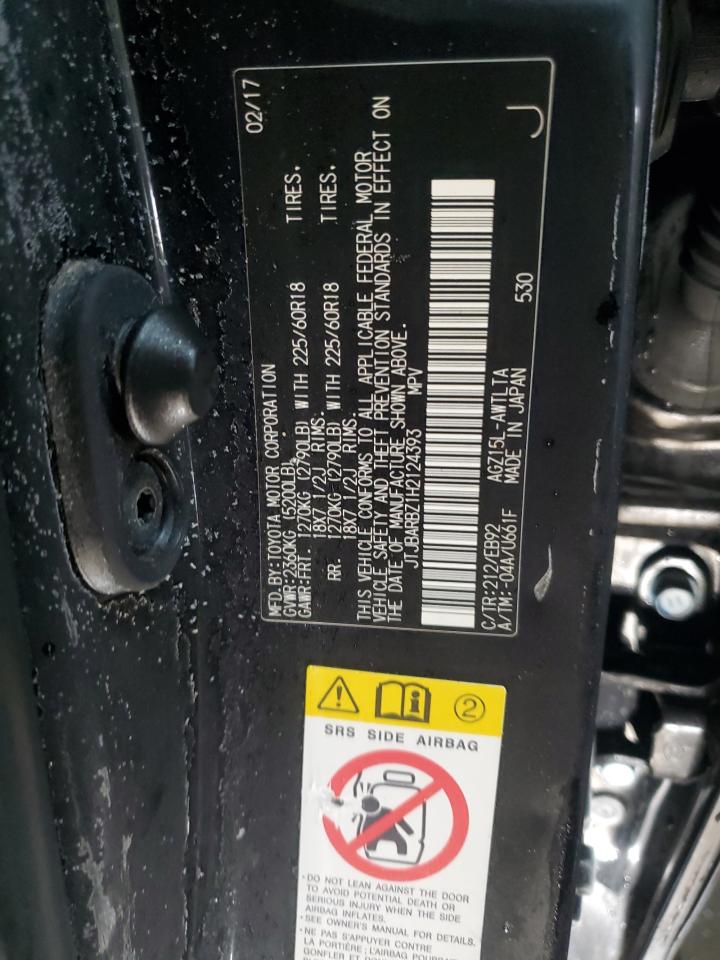 MFD.BY:TOYOTA MOTOR CORPORATION 02/17
GVWR:2360KG (5200LB)
GAWR:FRT. 1270KG (2790LB) WITH 225/60R18 TIRES.
18X7 1/2J RIMS.
RR. 1270KG (2790LB) WITH 225/60R18 TIRES.
18X7 1/2J RIMS.
THIS VEHICLE CONFORMS TO ALL APPLICABLE FEDERAL MOTOR
VEHICLE SAFETY AND THEFT PREVENTION STANDARDS IN EFFECT ON
THE DATE OF MANUFACTURE SHOWN ABOVE.
JTJBARBZ1H2124393 MPV
C/TR:212/EB92 AGZ15L-AWTLTA
A/TM:-04A/U661F MADE IN JAPAN 530
J
2
SRS SIDE AIRBAG
· DO NOT LEAN AGAINST THE DOOR
TO AVOID POTENTIAL DEATH OR
SERIOUS INJURY WHEN THE SIDE
AIRBAG INFLATES.
· SEE OWNER'S MANUAL FOR DETAILS.
· NE PAS S'APPUYER CONTRE
LA PORTIÈRE; L'AIRBAG
GONFLER ET